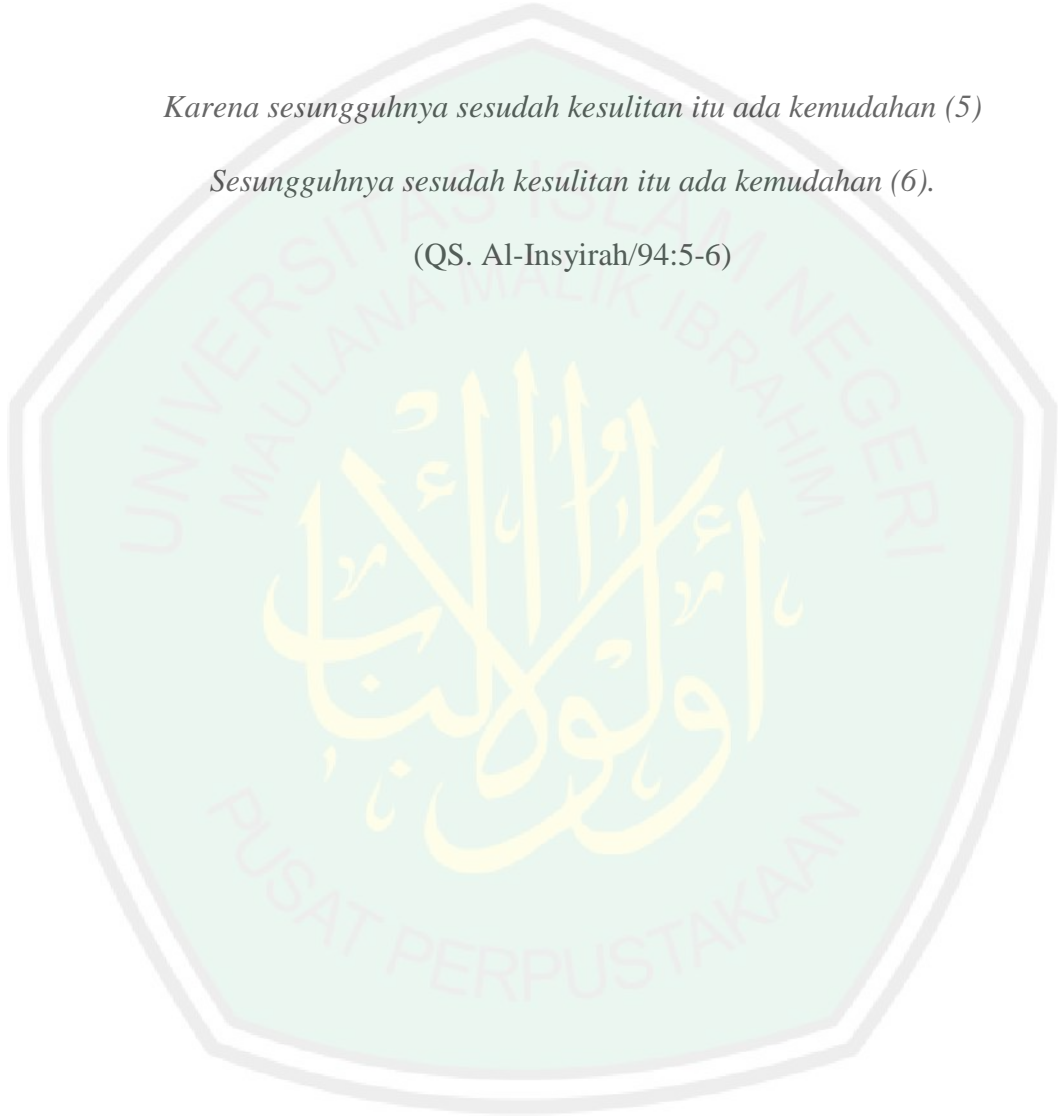 Karena sesungguhnya sesudah kesulitan itu ada kemudahan (5)
Sesungguhnya sesudah kesulitan itu ada kemudahan (6).
(QS. Al-Insyirah/94:5-6)
UNIVERSITAS ISLAM NEGERI
MAULANA MALIK IBRAHIM
أولوا الألباب
PUSAT PERPUSTAKAAN